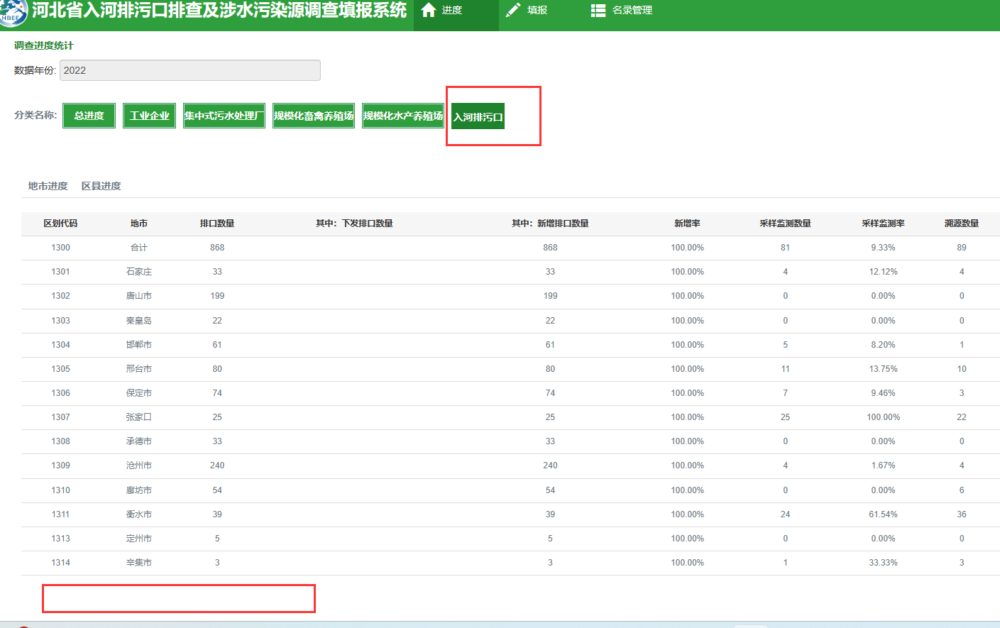 HBEE
河北省入河排污口排查及涉水污染源调查填报系统 进度 填报 名录管理
调查进度统计
数据年份: 2022
分类名称: 总进度 工业企业 集中式污水处理厂 规模化畜禽养殖场 规模化水产养殖场 入河排污口
地市进度 区县进度
区划代码 地市 排口数量 其中：下发排口数量 其中：新增排口数量 新增率 采样监测数量 采样监测率 溯源数量
1300 合计 868 868 100.00% 81 9.33% 89
1301 石家庄 33 33 100.00% 4 12.12% 4
1302 唐山市 199 199 100.00% 0 0.00% 0
1303 秦皇岛 22 22 100.00% 0 0.00% 0
1304 邯郸市 61 61 100.00% 5 8.20% 1
1305 邢台市 80 80 100.00% 11 13.75% 10
1306 保定市 74 74 100.00% 7 9.46% 3
1307 张家口 25 25 100.00% 25 100.00% 22
1308 承德市 33 33 100.00% 0 0.00% 0
1309 沧州市 240 240 100.00% 4 1.67% 4
1310 廊坊市 54 54 100.00% 0 0.00% 6
1311 衡水市 39 39 100.00% 24 61.54% 36
1313 定州市 5 5 100.00% 0 0.00% 0
1314 辛集市 3 3 100.00% 1 33.33% 3